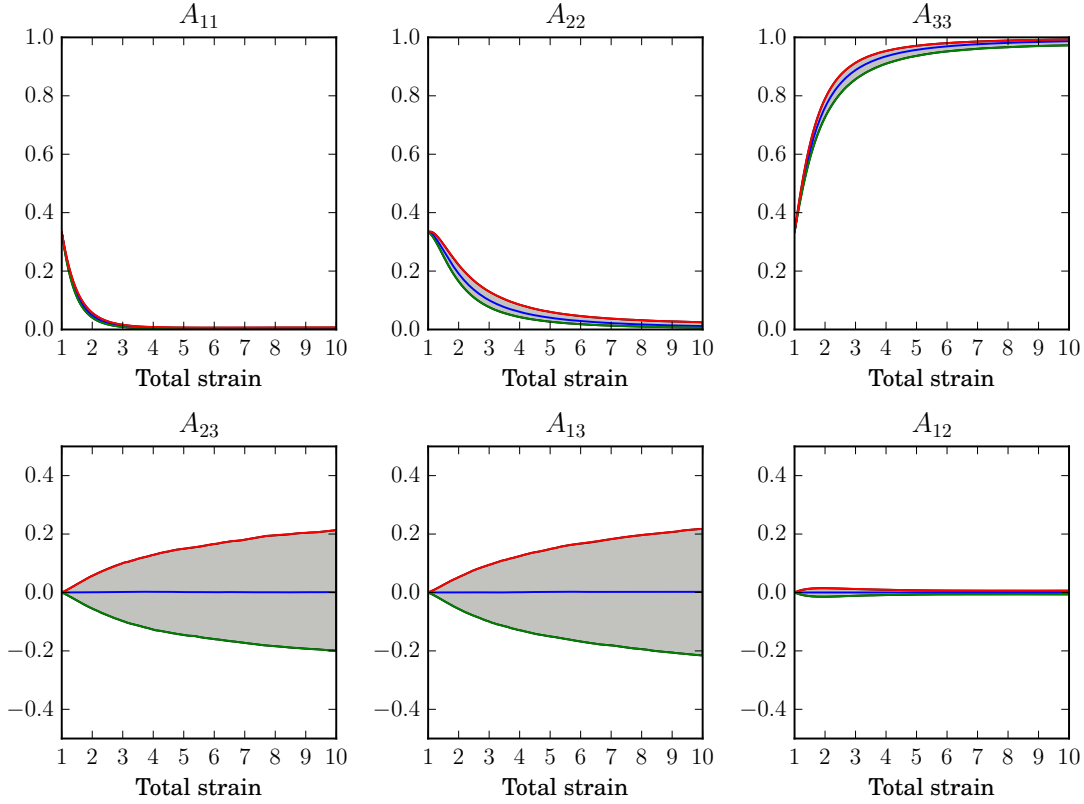 A₁₁ A₂₂ A₃₃
1.0 1.0 1.0
0.8 0.8 0.8
0.6 0.6 0.6
0.4 0.4 0.4
0.2 0.2 0.2
0.0 0.0 0.0
1 2 3 4 5 6 7 8 9 10 1 2 3 4 5 6 7 8 9 10 1 2 3 4 5 6 7 8 9 10
Total strain Total strain Total strain
A₂₃ A₁₃ A₁₂
0.4 0.4 0.4
0.2 0.2 0.2
0.0 0.0 0.0
−0.2 −0.2 −0.2
−0.4 −0.4 −0.4
1 2 3 4 5 6 7 8 9 10 1 2 3 4 5 6 7 8 9 10 1 2 3 4 5 6 7 8 9 10
Total strain Total strain Total strain